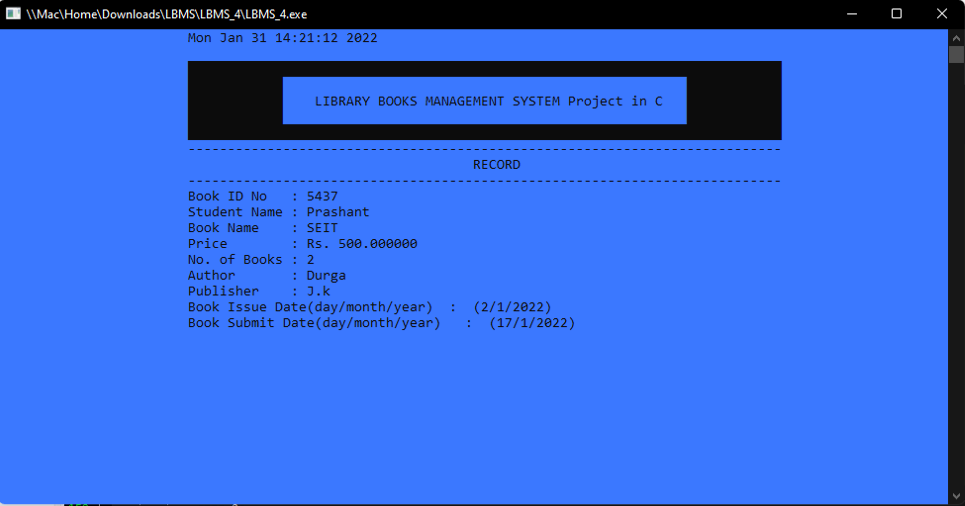 \\Mac\Home\Downloads\LBMS\LBMS_4\LBMS_4.exe
Mon Jan 31 14:21:12 2022
LIBRARY BOOKS MANAGEMENT SYSTEM Project in C
---------------------------------------------------------------------------
RECORD
---------------------------------------------------------------------------
Book ID No   : 5437
Student Name : Prashant
Book Name    : SEIT
Price        : Rs. 500.000000
No. of Books : 2
Author       : Durga
Publisher    : J.k
Book Issue Date(day/month/year)  :  (2/1/2022)
Book Submit Date(day/month/year)   :  (17/1/2022)